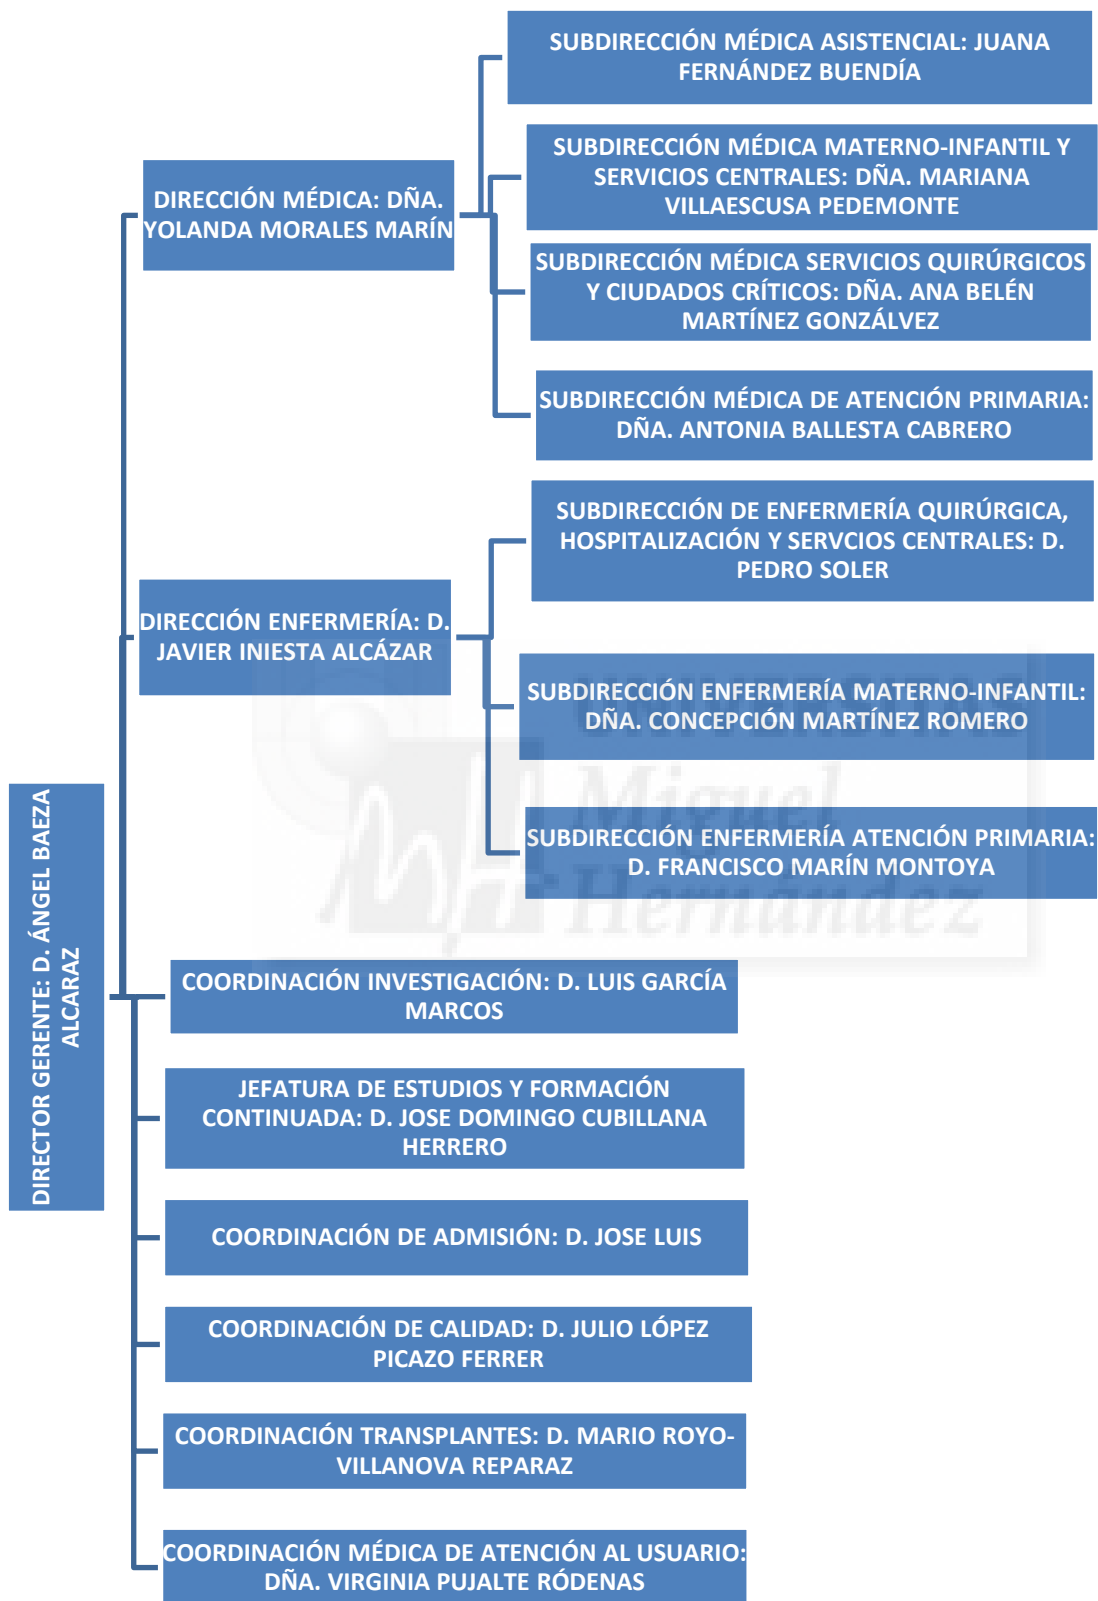 SUBDIRECCIÓN MÉDICA ASISTENCIAL: JUANA
FERNÁNDEZ BUENDÍA
SUBDIRECCIÓN MÉDICA MATERNO-INFANTIL Y
SERVICIOS CENTRALES: DÑA. MARIANA
VILLAESCUSA PEDEMONTE
DIRECCIÓN MÉDICA: DÑA.
YOLANDA MORALES MARÍN
SUBDIRECCIÓN MÉDICA SERVICIOS QUIRÚRGICOS
Y CIUDADOS CRÍTICOS: DÑA. ANA BELÉN
MARTÍNEZ GONZÁLVEZ
SUBDIRECCIÓN MÉDICA DE ATENCIÓN PRIMARIA:
DÑA. ANTONIA BALLESTA CABRERO
SUBDIRECCIÓN DE ENFERMERÍA QUIRÚRGICA,
HOSPITALIZACIÓN Y SERVCIOS CENTRALES: D.
PEDRO SOLER
DIRECCIÓN ENFERMERÍA: D.
JAVIER INIESTA ALCÁZAR
SUBDIRECCIÓN ENFERMERÍA MATERNO-INFANTIL:
DÑA. CONCEPCIÓN MARTÍNEZ ROMERO
SUBDIRECCIÓN ENFERMERÍA ATENCIÓN PRIMARIA:
D. FRANCISCO MARÍN MONTOYA
UNIVERSITAS
Miguel
Hernández
DIRECTOR GERENTE: D. ÁNGEL BAEZA
ALCARAZ
COORDINACIÓN INVESTIGACIÓN: D. LUIS GARCÍA
MARCOS
JEFATURA DE ESTUDIOS Y FORMACIÓN
CONTINUADA: D. JOSE DOMINGO CUBILLANA
HERRERO
COORDINACIÓN DE ADMISIÓN: D. JOSE LUIS
COORDINACIÓN DE CALIDAD: D. JULIO LÓPEZ
PICAZO FERRER
COORDINACIÓN TRANSPLANTES: D. MARIO ROYO-
VILLANOVA REPARAZ
COORDINACIÓN MÉDICA DE ATENCIÓN AL USUARIO:
DÑA. VIRGINIA PUJALTE RÓDENAS